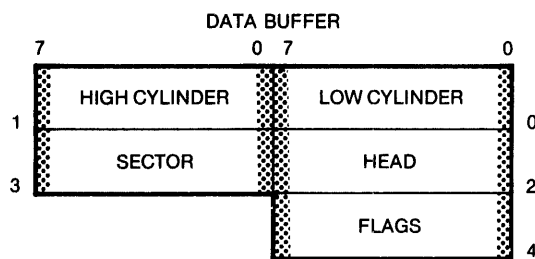 DATA BUFFER
7 0 7 0
HIGH CYLINDER LOW CYLINDER
1 0
SECTOR HEAD
3 2
FLAGS
4